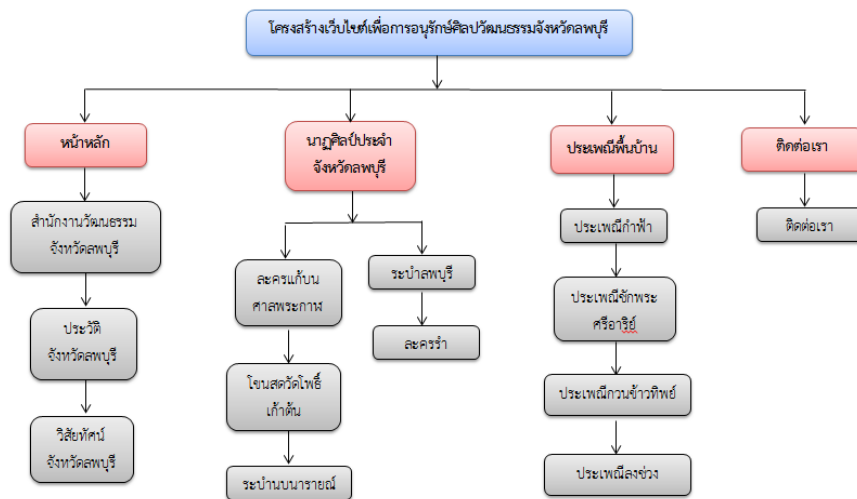 โครงสร้างเว็บไซต์เพื่อการอนุรักษ์ศิลปวัฒนธรรมจังหวัดลพบุรี
หน้าหลัก
สำนักงานวัฒนธรรม
จังหวัดลพบุรี
ประวัติ
จังหวัดลพบุรี
วิสัยทัศน์
จังหวัดลพบุรี
นาฏศิลป์ประจำ
จังหวัดลพบุรี
ละครแก้บน
ศาลพระกาฬ
โขนสดวัดโพธิ์
เก้าต้น
ระบำนบนารายณ์
ระบำลพบุรี
ละครรำ
ประเพณีพื้นบ้าน
ประเพณีกำฟ้า
ประเพณีชักพระ
ศรีอาริย์
ประเพณีกวนข้าวทิพย์
ประเพณีลงช่วง
ติดต่อเรา
ติดต่อเรา